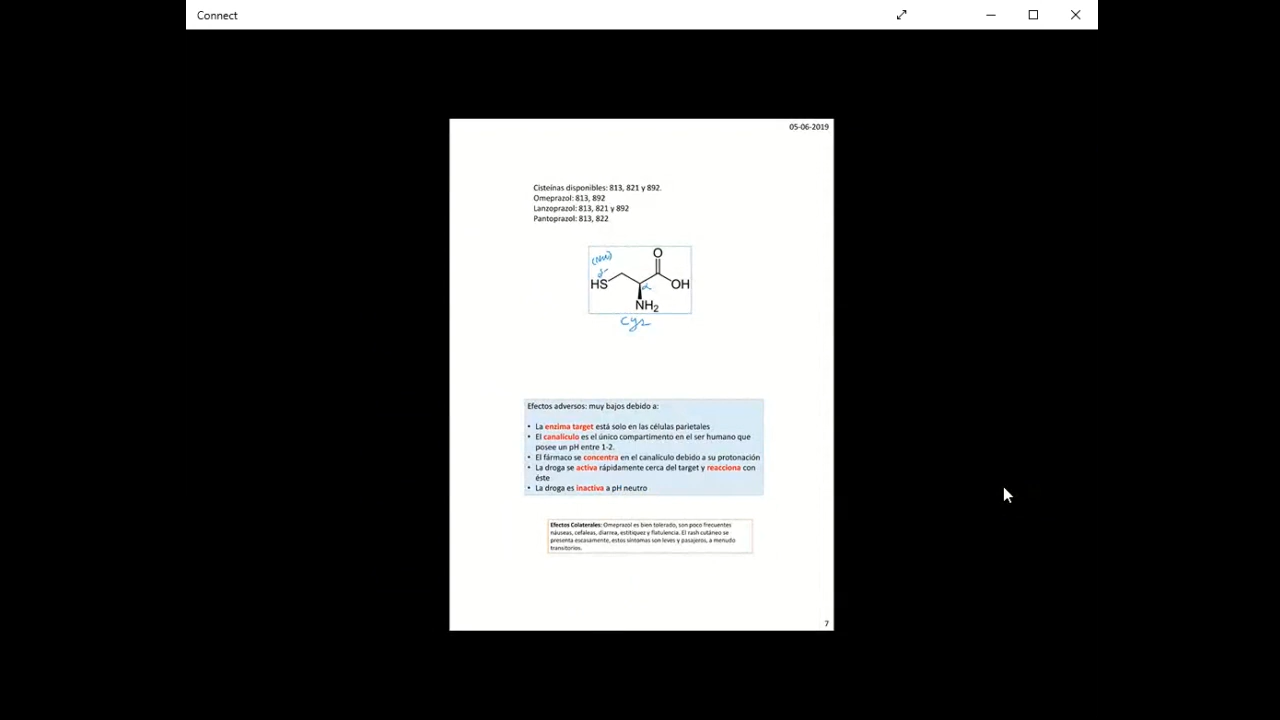 Connect
05-06-2019
Cisteínas disponibles: 813, 821 y 892.
Omeprazol: 813, 892
Lanzoprazol: 813, 821 y 892
Pantoprazol: 813, 822
(Nu)
δ-
O
HS
α
OH
NH2
Cys
Efectos adversos: muy bajos debido a:
• La enzima target está solo en las células parietales
• El canalículo es el único compartimento en el ser humano que
posee un pH entre 1-2.
• El fármaco se concentra en el canalículo debido a su protonación
• La droga se activa rápidamente cerca del target y reacciona con
éste
• La droga es inactiva a pH neutro
Efectos Colaterales: Omeprazol es bien tolerado, son poco frecuentes
náuseas, cefaleas, diarrea, estitiquez y flatulencia. El rash cutáneo se
presenta escasamente, estos síntomas son leves y pasajeros, a menudo
transitorios.
7